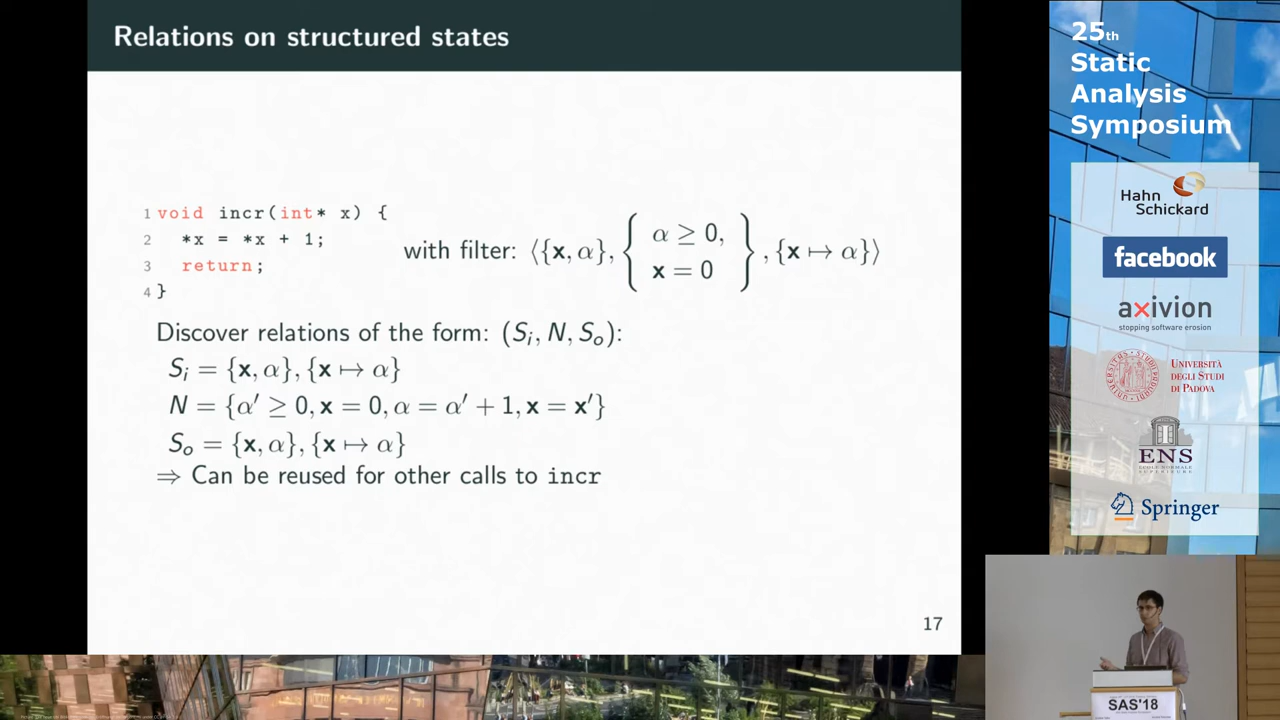 Relations on structured states
1 void incr(int* x) {
2 *x = *x + 1;
3 return;
4 }
with filter: ⟨{x, α}, { α ≥ 0, x = 0 }, {x ↦ α}⟩
Discover relations of the form: (Sᵢ, N, Sₒ):
Sᵢ = {x, α}, {x ↦ α}
N = {α′ ≥ 0, x = 0, α = α′ + 1, x = x′}
Sₒ = {x, α}, {x ↦ α}
⇒ Can be reused for other calls to incr
17
25th
Static
Analysis
Symposium
Hahn
Schickard
facebook
axivion
stopping software erosion
UNIVERSITÀ
DEGLI STUDI
DI PADOVA
ENS
ÉCOLE NORMALE
SUPÉRIEURE
Springer
SAS'18